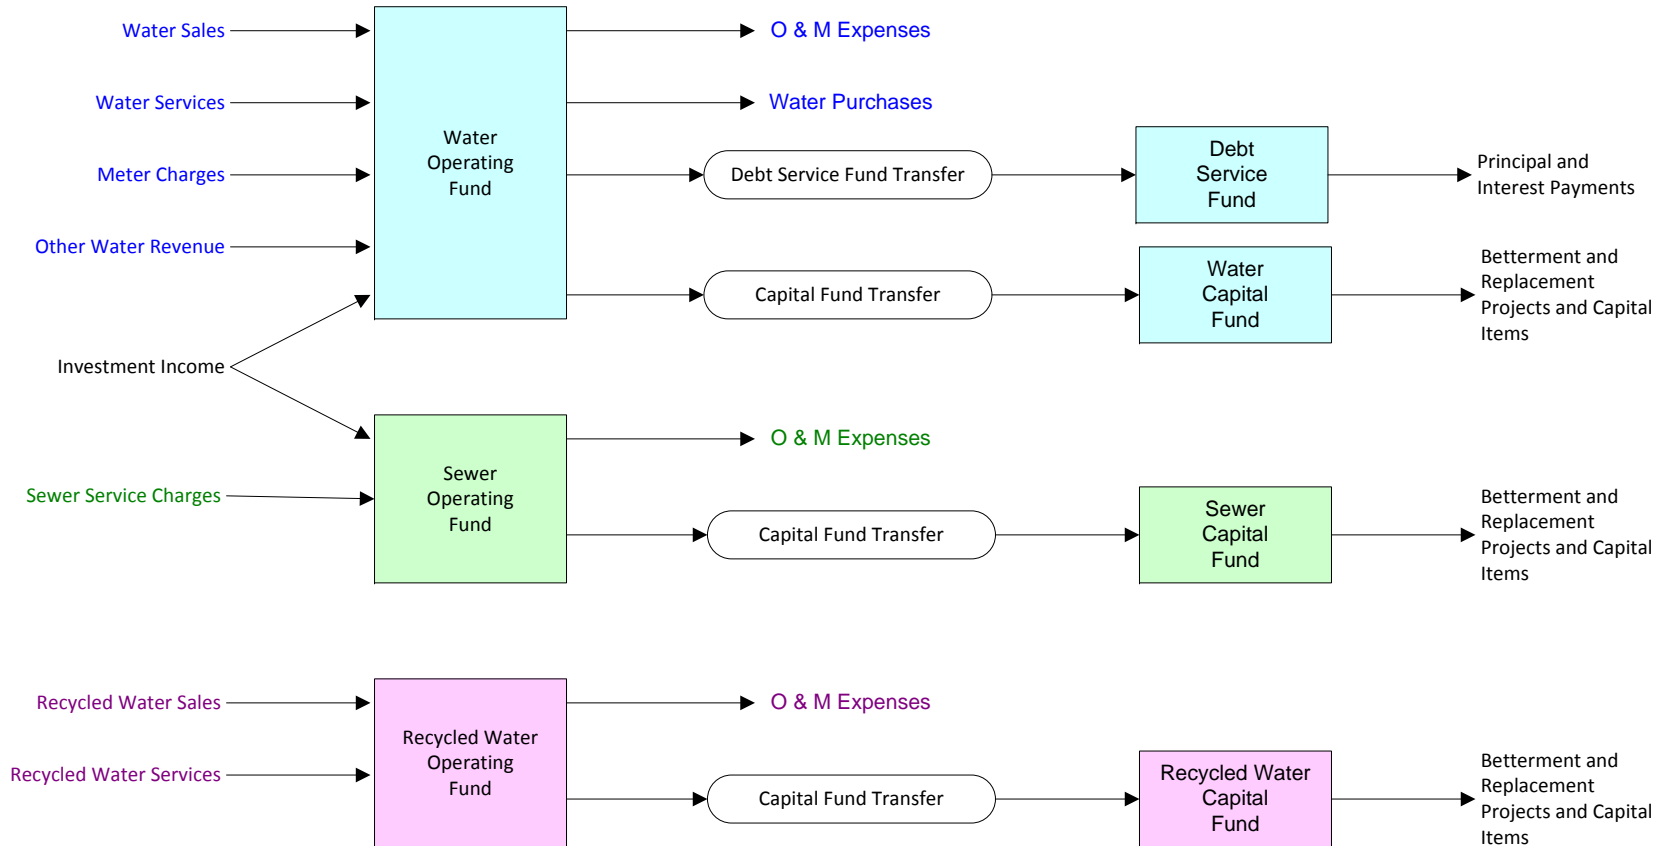 Water Sales
O & M Expenses
Water Services
Water Purchases
Water
Operating
Fund
Meter Charges
Debt Service Fund Transfer
Debt
Service
Fund
Principal and
Interest Payments
Other Water Revenue
Capital Fund Transfer
Water
Capital
Fund
Betterment and
Replacement
Projects and Capital
Items
Investment Income
Sewer Service Charges
Sewer
Operating
Fund
O & M Expenses
Capital Fund Transfer
Sewer
Capital
Fund
Betterment and
Replacement
Projects and Capital
Items
Recycled Water Sales
Recycled Water Services
Recycled Water
Operating
Fund
O & M Expenses
Capital Fund Transfer
Recycled Water
Capital
Fund
Betterment and
Replacement
Projects and Capital
Items